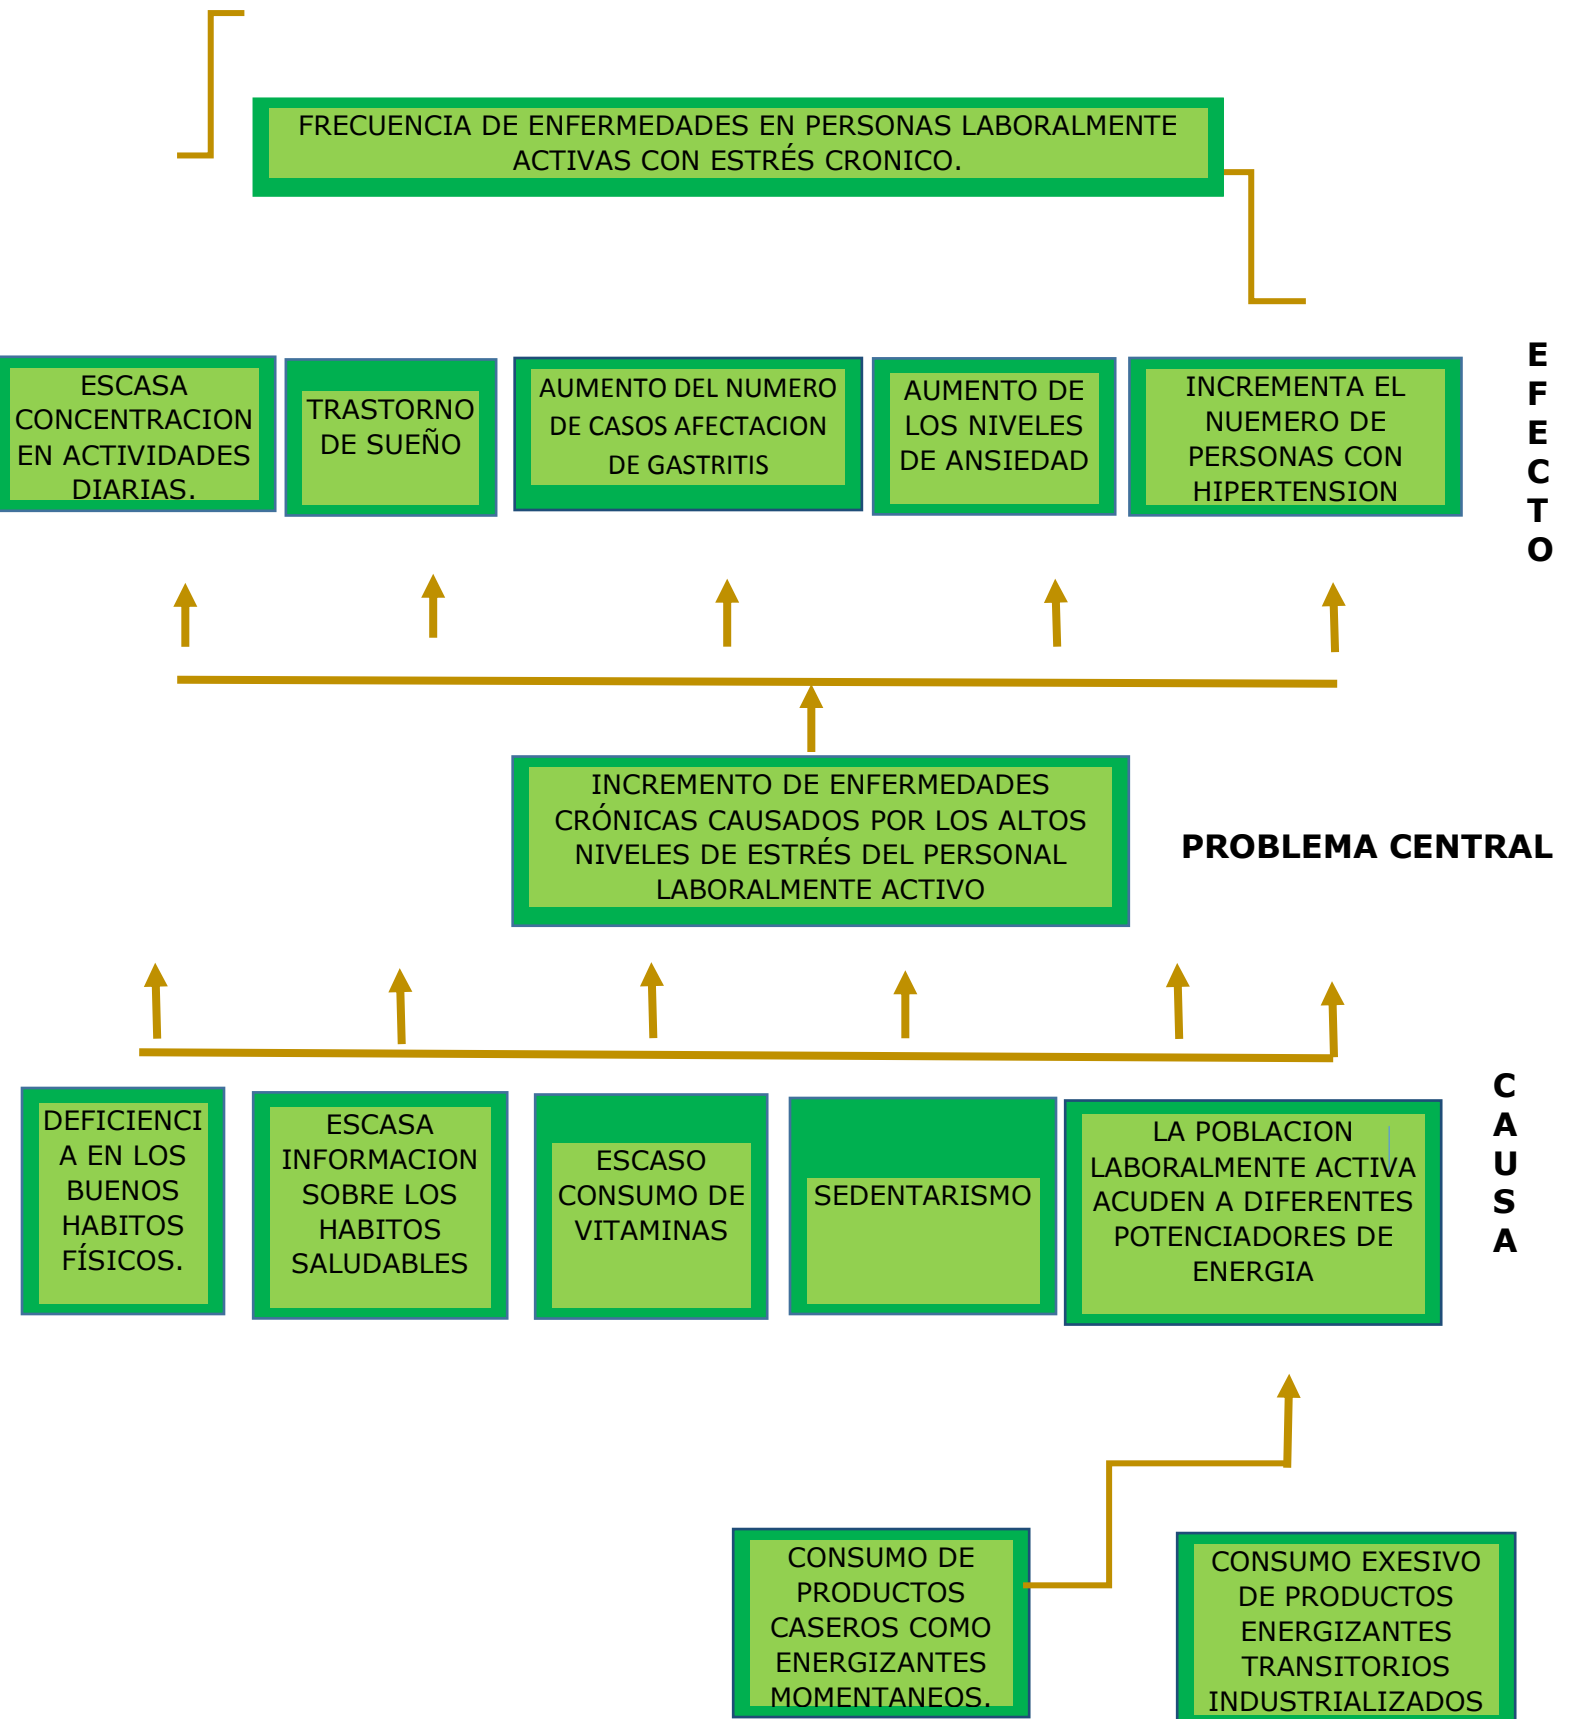 FRECUENCIA DE ENFERMEDADES EN PERSONAS LABORALMENTE
ACTIVAS CON ESTRÉS CRONICO.
ESCASA
CONCENTRACION
EN ACTIVIDADES
DIARIAS.
TRASTORNO
DE SUEÑO
AUMENTO DEL NUMERO
DE CASOS AFECTACION
DE GASTRITIS
AUMENTO DE
LOS NIVELES
DE ANSIEDAD
INCREMENTA EL
NUEMERO DE
PERSONAS CON
HIPERTENSION
E
F
E
C
T
O
INCREMENTO DE ENFERMEDADES
CRÓNICAS CAUSADOS POR LOS ALTOS
NIVELES DE ESTRÉS DEL PERSONAL
LABORALMENTE ACTIVO
PROBLEMA CENTRAL
DEFICIENCI
A EN LOS
BUENOS
HABITOS
FÍSICOS.
ESCASA
INFORMACION
SOBRE LOS
HABITOS
SALUDABLES
ESCASO
CONSUMO DE
VITAMINAS
SEDENTARISMO
LA POBLACION
LABORALMENTE ACTIVA
ACUDEN A DIFERENTES
POTENCIADORES DE
ENERGIA
C
A
U
S
A
CONSUMO DE
PRODUCTOS
CASEROS COMO
ENERGIZANTES
MOMENTANEOS.
CONSUMO EXESIVO
DE PRODUCTOS
ENERGIZANTES
TRANSITORIOS
INDUSTRIALIZADOS